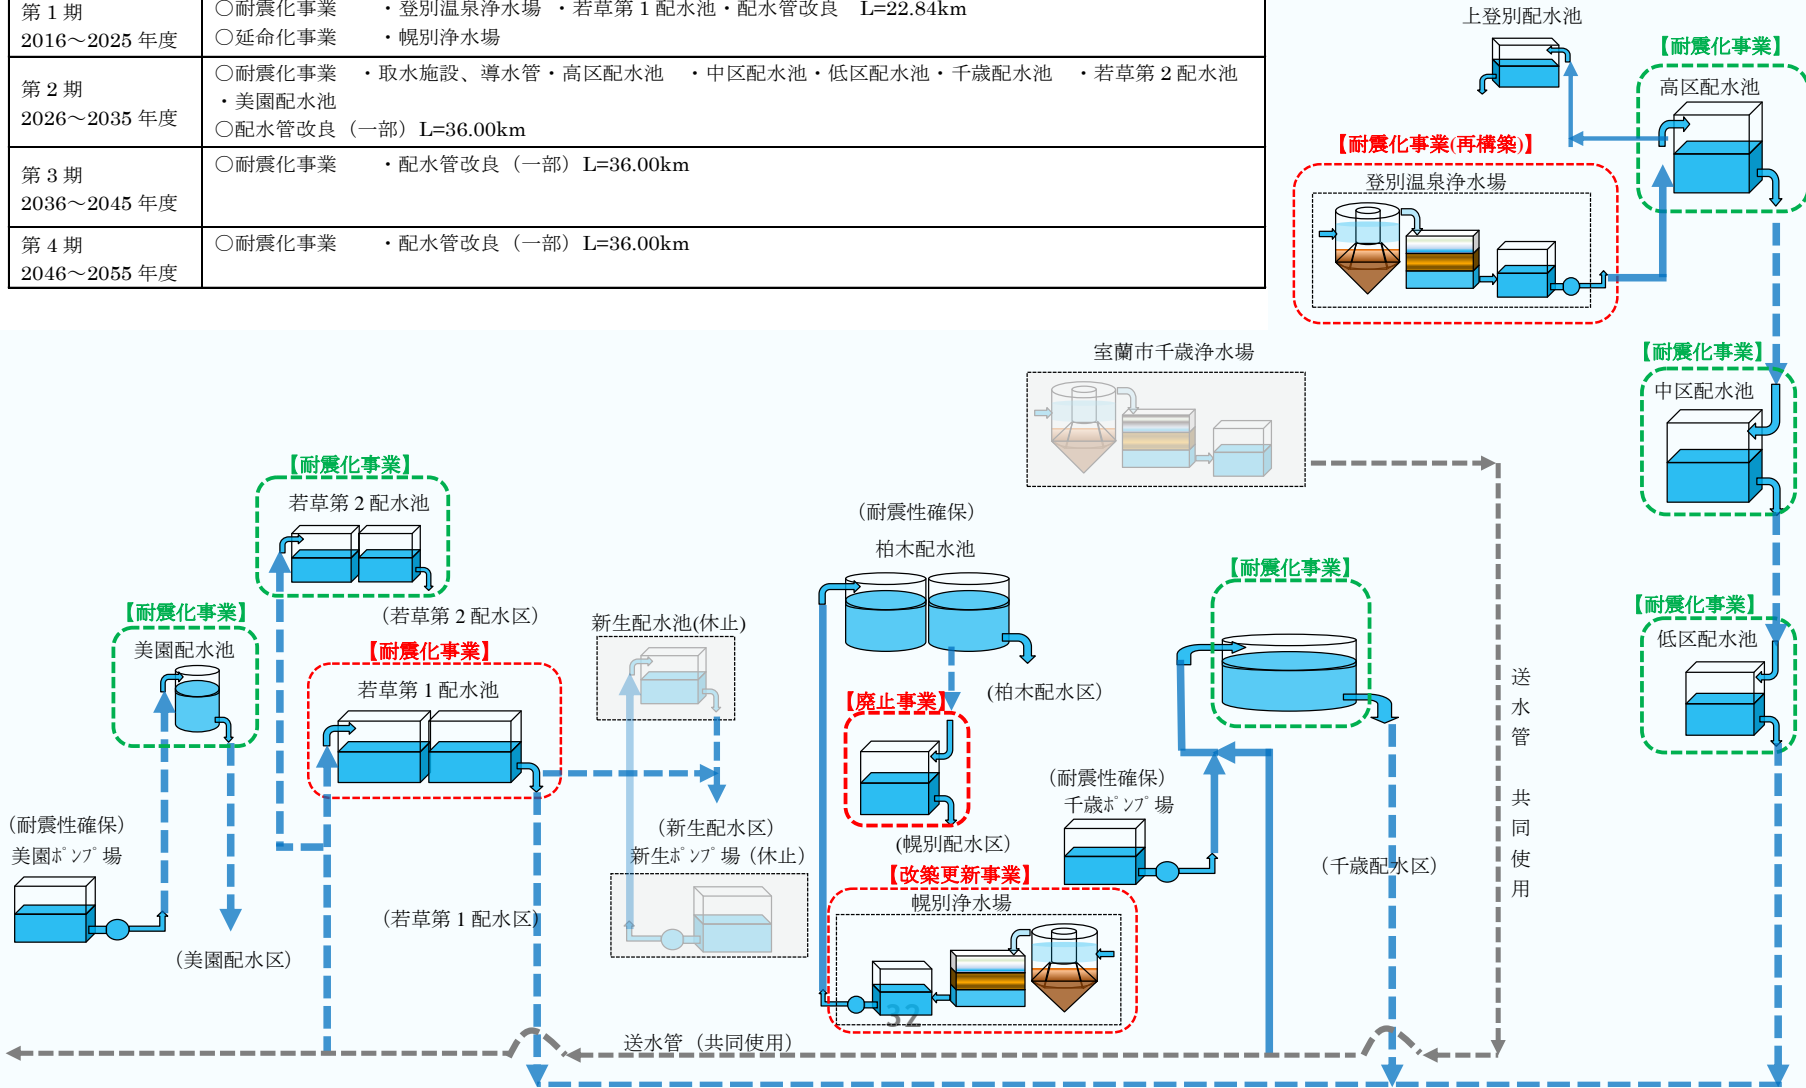 第１期
2016～2025 年度
○耐震化事業　・登別温泉浄水場　・若草第１配水池・配水管改良　L=22.84km
○延命化事業　・幌別浄水場
第２期
2026～2035 年度
○耐震化事業　・取水施設、導水管・高区配水池　・中区配水池・低区配水池・千歳配水池　・若草第２配水池
・美園配水池
○配水管改良（一部）L=36.00km
第３期
2036～2045 年度
○耐震化事業　・配水管改良（一部）L=36.00km
第４期
2046～2055 年度
○耐震化事業　・配水管改良（一部）L=36.00km
上登別配水池
【耐震化事業】
高区配水池
【耐震化事業(再構築)】
登別温泉浄水場
室蘭市千歳浄水場
【耐震化事業】
中区配水池
【耐震化事業】
若草第２配水池
（若草第２配水区）
（耐震性確保）
柏木配水池
（柏木配水区）
【耐震化事業】
【耐震化事業】
低区配水池
【耐震化事業】
美園配水池
【耐震化事業】
若草第１配水池
新生配水池(休止)
【廃止事業】
（幌別配水区）
送水管　共同使用
（耐震性確保）
千歳ﾎﾟﾝﾌﾟ場
（耐震性確保）
美園ﾎﾟﾝﾌﾟ場
（新生配水区）
新生ﾎﾟﾝﾌﾟ場（休止）
（千歳配水区）
【改築更新事業】
幌別浄水場
（若草第１配水区）
（美園配水区）
32
送水管（共同使用）